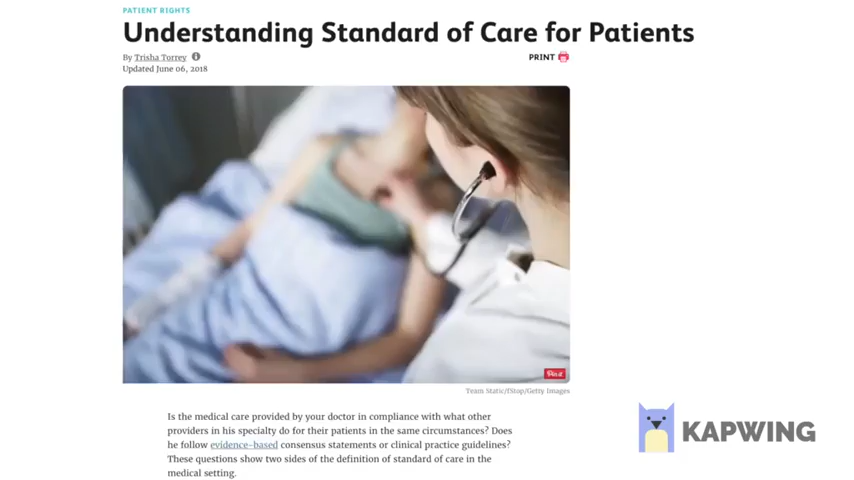 PATIENT RIGHTS
Understanding Standard of Care for Patients
By Trisha Torrey
PRINT
Updated June 06, 2018
Pin it
Team Static/fStop/Getty Images
Is the medical care provided by your doctor in compliance with what other
providers in his specialty do for their patients in the same circumstances? Does
he follow evidence-based consensus statements or clinical practice guidelines?
These questions show two sides of the definition of standard of care in the
medical setting.
KAPWING